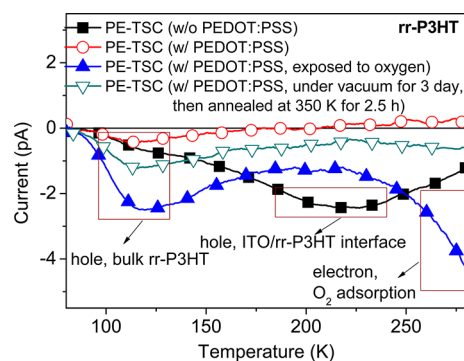 rr-P3HT
PE-TSC (w/o PEDOT:PSS)
PE-TSC (w/ PEDOT:PSS)
PE-TSC (w/ PEDOT:PSS, exposed to oxygen)
PE-TSC (w/ PEDOT:PSS, under vacuum for 3 day,
then annealed at 350 K for 2.5 h)
Current (pA)
2
0
-2
-4
hole, bulk rr-P3HT
hole, ITO/rr-P3HT interface
electron,
O₂ adsorption
100
150
200
250
Temperature (K)